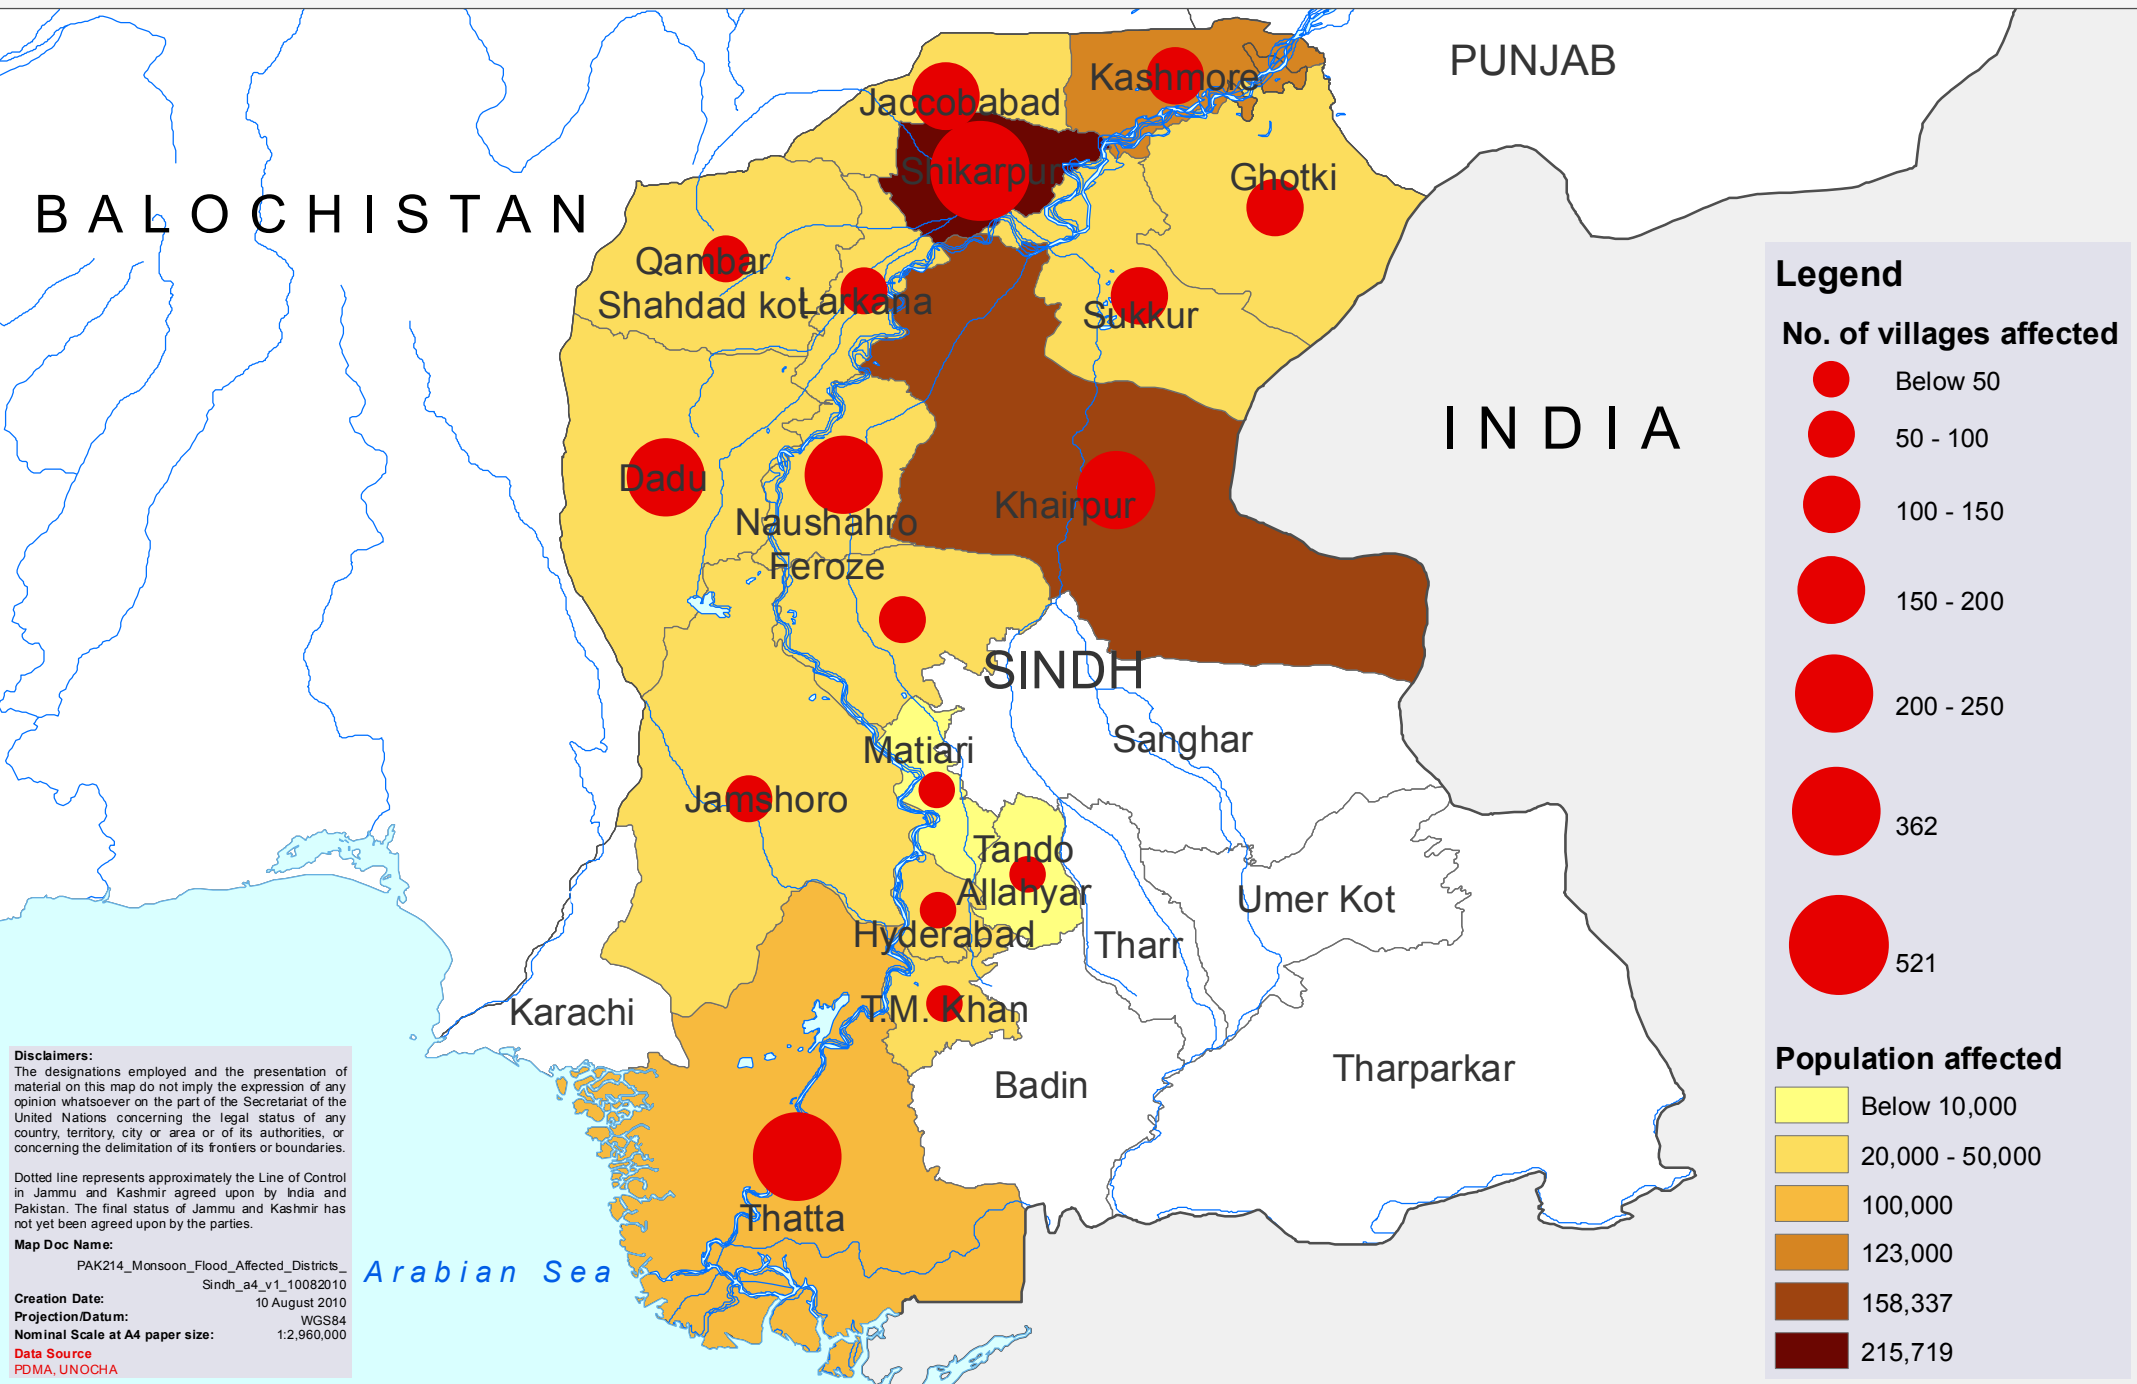 PUNJAB
Kashmore
Jaccobabad
Shikarpur
Ghotki
BALOCHISTAN
Qambar
Shahdad kot
Larkana
Sukkur
INDIA
Dadu
Khairpur
Naushahro
Feroze
SINDH
Sanghar
Matiari
Jamshoro
Tando
Allahyar
Umer Kot
Hyderabad
Tharr
Karachi
T.M. Khan
Badin
Tharparkar
Thatta
Arabian Sea
Legend
No. of villages affected
Below 50
50 - 100
100 - 150
150 - 200
200 - 250
362
521
Population affected
Below 10,000
20,000 - 50,000
100,000
123,000
158,337
215,719
Disclaimers:
The designations employed and the presentation of
material on this map do not imply the expression of any
opinion whatsoever on the part of the Secretariat of the
United Nations concerning the legal status of any
country, territory, city or area or of its authorities, or
concerning the delimitation of its frontiers or boundaries.
Dotted line represents approximately the Line of Control
in Jammu and Kashmir agreed upon by India and
Pakistan. The final status of Jammu and Kashmir has
not yet been agreed upon by the parties.
Map Doc Name:
PAK214_Monsoon_Flood_Affected_Districts_
Sindh_a4_v1_10082010
Creation Date: 10 August 2010
Projection/Datum: WGS84
Nominal Scale at A4 paper size: 1:2,960,000
Data Source
PDMA, UNOCHA